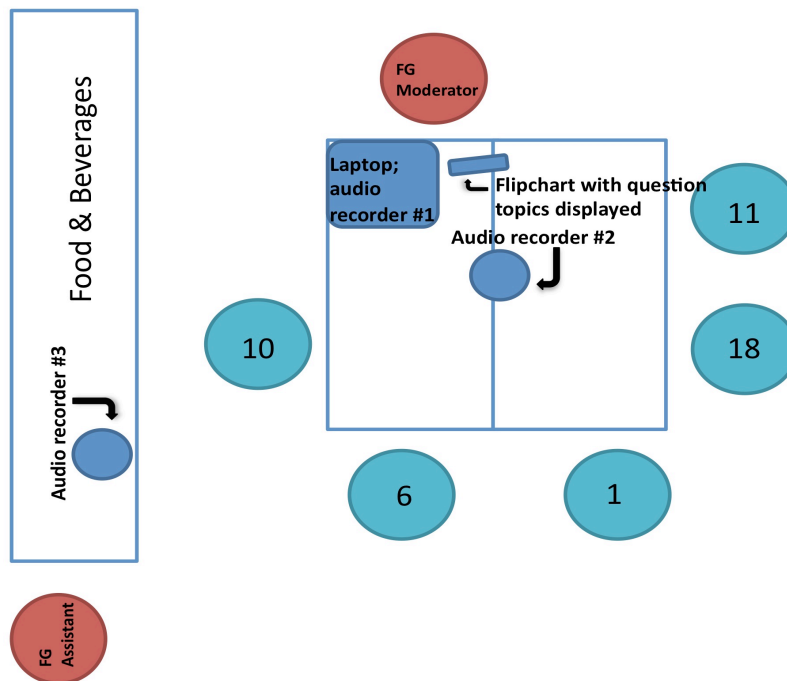 FG
Moderator
Food & Beverages
Laptop;
audio
recorder #1
Flipchart with question
topics displayed
Audio recorder #2
11
10
18
Audio recorder #3
6
1
FG
Assistant